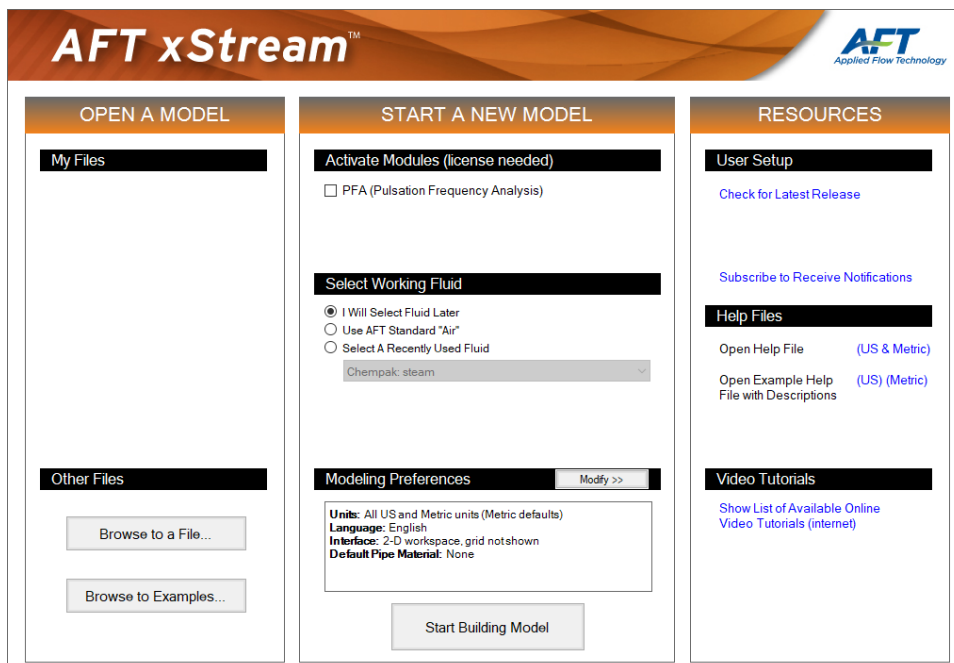 AFT xStream™
AFT
Applied Flow Technology
OPEN A MODEL
My Files
Other Files
Browse to a File...
Browse to Examples...
START A NEW MODEL
Activate Modules (license needed)
PFA (Pulsation Frequency Analysis)
Select Working Fluid
I Will Select Fluid Later
Use AFT Standard "Air"
Select A Recently Used Fluid
Chempak: steam
Modeling Preferences
Modify >>
Units: All US and Metric units (Metric defaults)
Language: English
Interface: 2-D workspace, grid not shown
Default Pipe Material: None
Start Building Model
RESOURCES
User Setup
Check for Latest Release
Subscribe to Receive Notifications
Help Files
Open Help File (US & Metric)
Open Example Help (US) (Metric)
File with Descriptions
Video Tutorials
Show List of Available Online
Video Tutorials (internet)